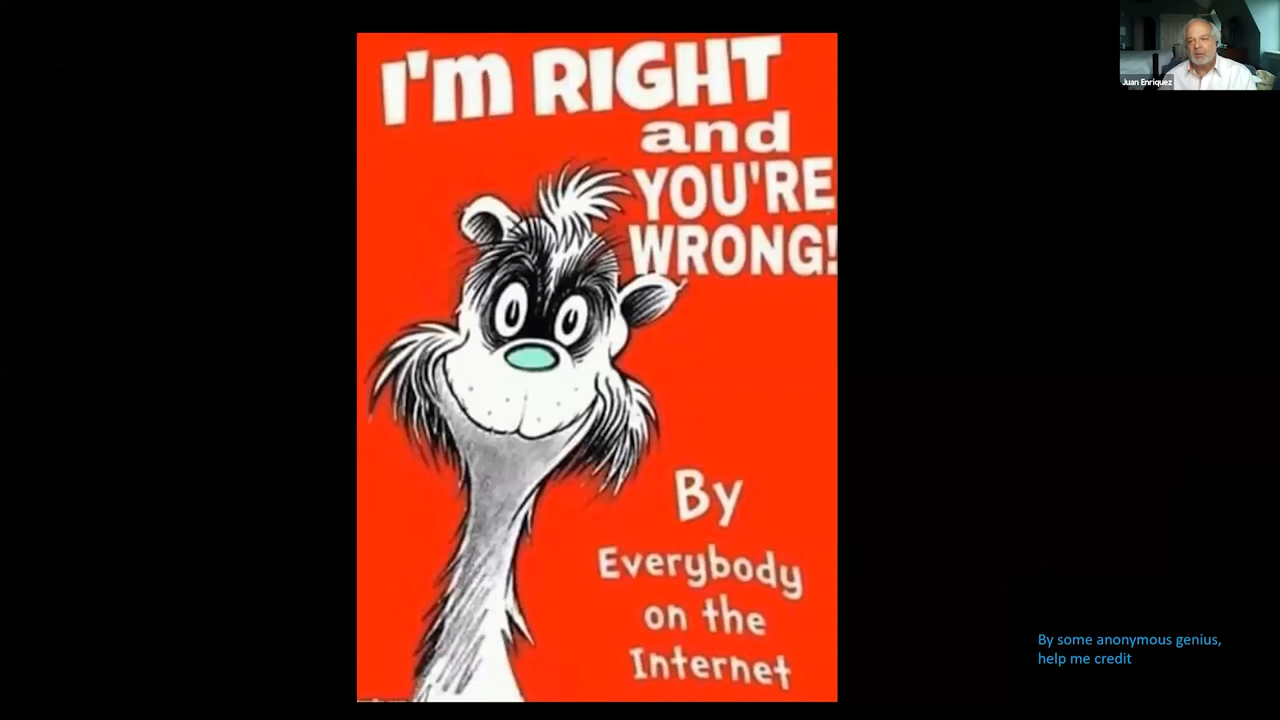 I'm RIGHT
and
YOU'RE
WRONG!
By
Everybody
on the
Internet
Juan Enriquez
By some anonymous genius,
help me credit